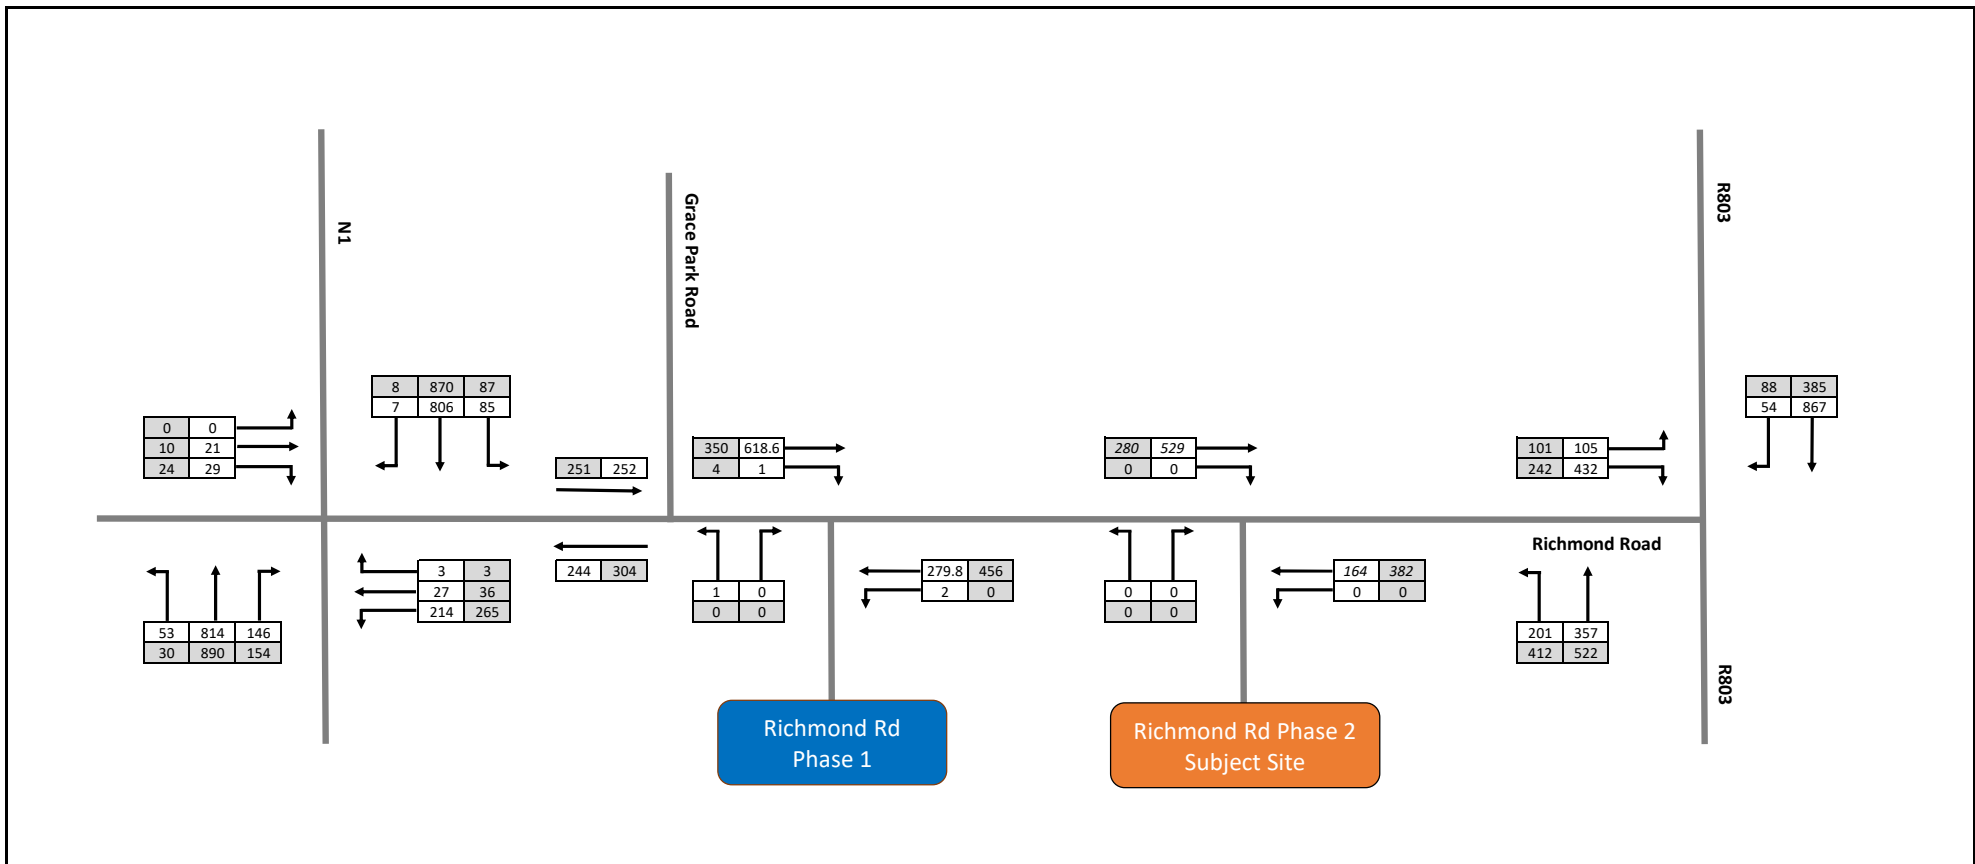 N1
Grace Park Road
R803
8 870 87
7 806 85
88 385
54 867
0 0
10 21
24 29
251 252
350 618.6
4 1
280 529
0 0
101 105
242 432
Richmond Road
244 304
3 3
27 36
214 265
1 0
0 0
279.8 456
2 0
0 0
0 0
164 382
0 0
53 814 146
30 890 154
201 357
412 522
R803
Richmond Rd
Phase 1
Richmond Rd Phase 2
Subject Site